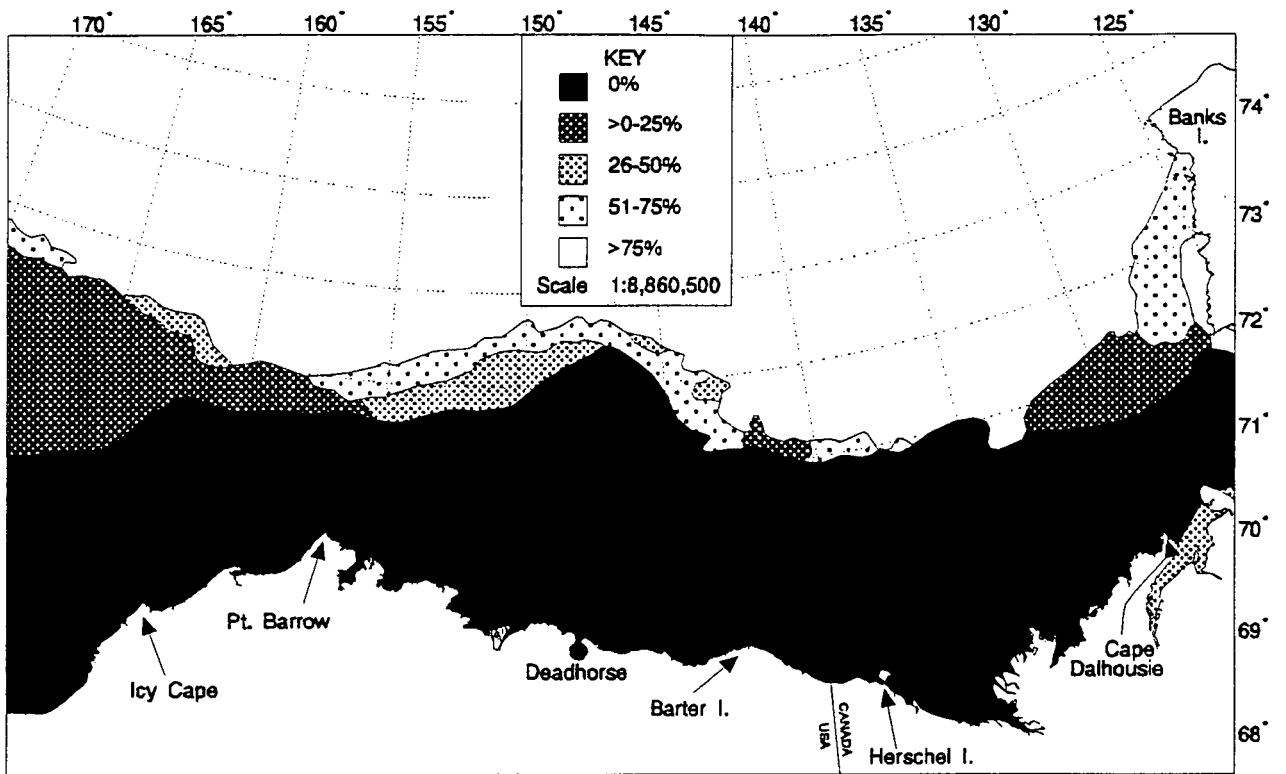 170° 165° 160° 155° 150° 145° 140° 135° 130° 125°
KEY
0%
>0-25%
26-50%
51-75%
>75%
Scale 1:8,860,500
Banks
I.
74°
73°
72°
71°
70°
69°
68°
Pt. Barrow
Icy Cape
Deadhorse
Barter I.
USA
CANADA
Herschel I.
Cape
Dalhousie